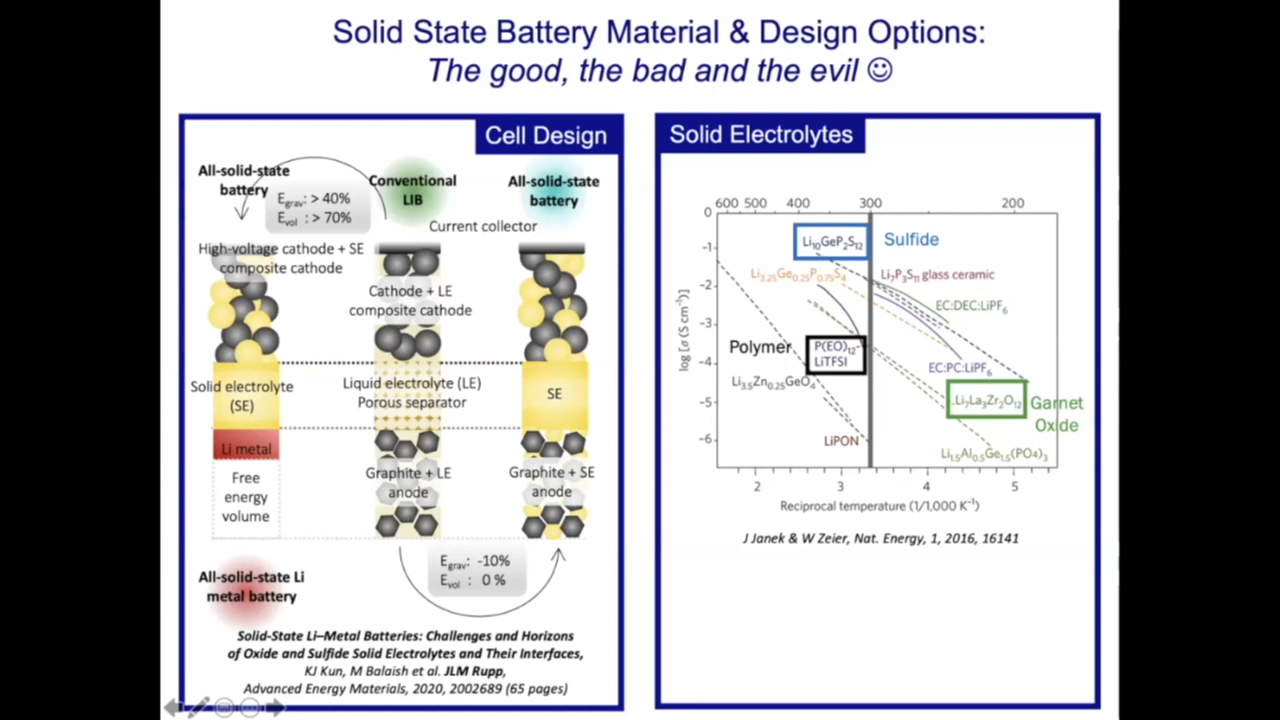 Solid State Battery Material & Design Options:
The good, the bad and the evil ☺
Cell Design
All-solid-state
battery
E_grav: > 40%
E_vol : > 70%
Conventional
LIB
All-solid-state
battery
Current collector
High-voltage cathode + SE
composite cathode
Cathode + LE
composite cathode
Solid electrolyte
(SE)
Liquid electrolyte (LE)
Porous separator
SE
Li metal
Graphite + LE
anode
Graphite + SE
anode
Free
energy
volume
E_grav: -10%
E_vol : 0 %
All-solid-state Li
metal battery
Solid-State Li–Metal Batteries: Challenges and Horizons
of Oxide and Sulfide Solid Electrolytes and Their Interfaces,
KJ Kun, M Balaish et al. JLM Rupp,
Advanced Energy Materials, 2020, 2002689 (65 pages)
Solid Electrolytes
600 500 400 300 200
0
-1
-2
-3
-4
-5
-6
log [σ (S cm⁻¹)]
Li₁₀GeP₂S₁₂
Sulfide
Li₃.₂₅Ge₀.₂₅P₀.₇₅S₄
Li₇P₃S₁₁ glass ceramic
EC:DEC:LiPF₆
Polymer
P(EO)₁₂
LiTFSI
EC:PC:LiPF₆
Li₃.₅Zn₀.₂₅GeO₄
Li₇La₃Zr₂O₁₂
Garnet
Oxide
LiPON
Li₁.₅Al₀.₅Ge₁.₅(PO4)₃
2 3 4 5
Reciprocal temperature (1/1,000 K⁻¹)
J Janek & W Zeier, Nat. Energy, 1, 2016, 16141